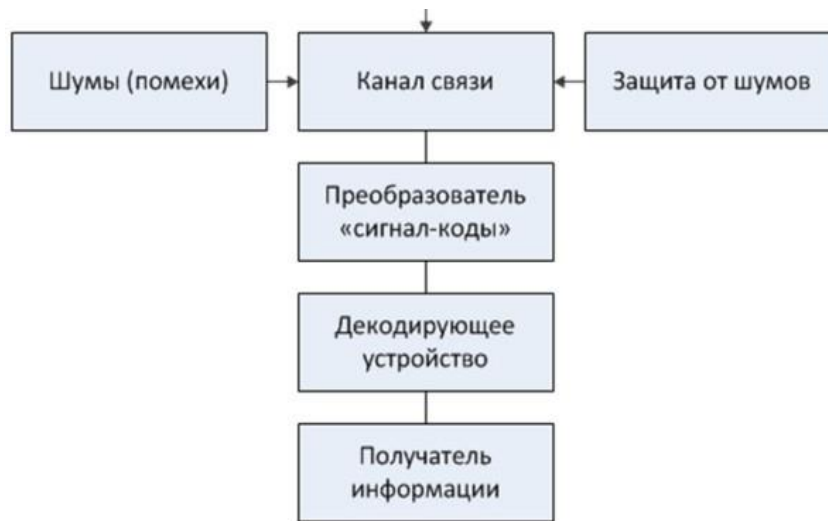 Шумы (помехи)
Канал связи
Защита от шумов
Преобразователь
«сигнал-коды»
Декодирующее
устройство
Получатель
информации